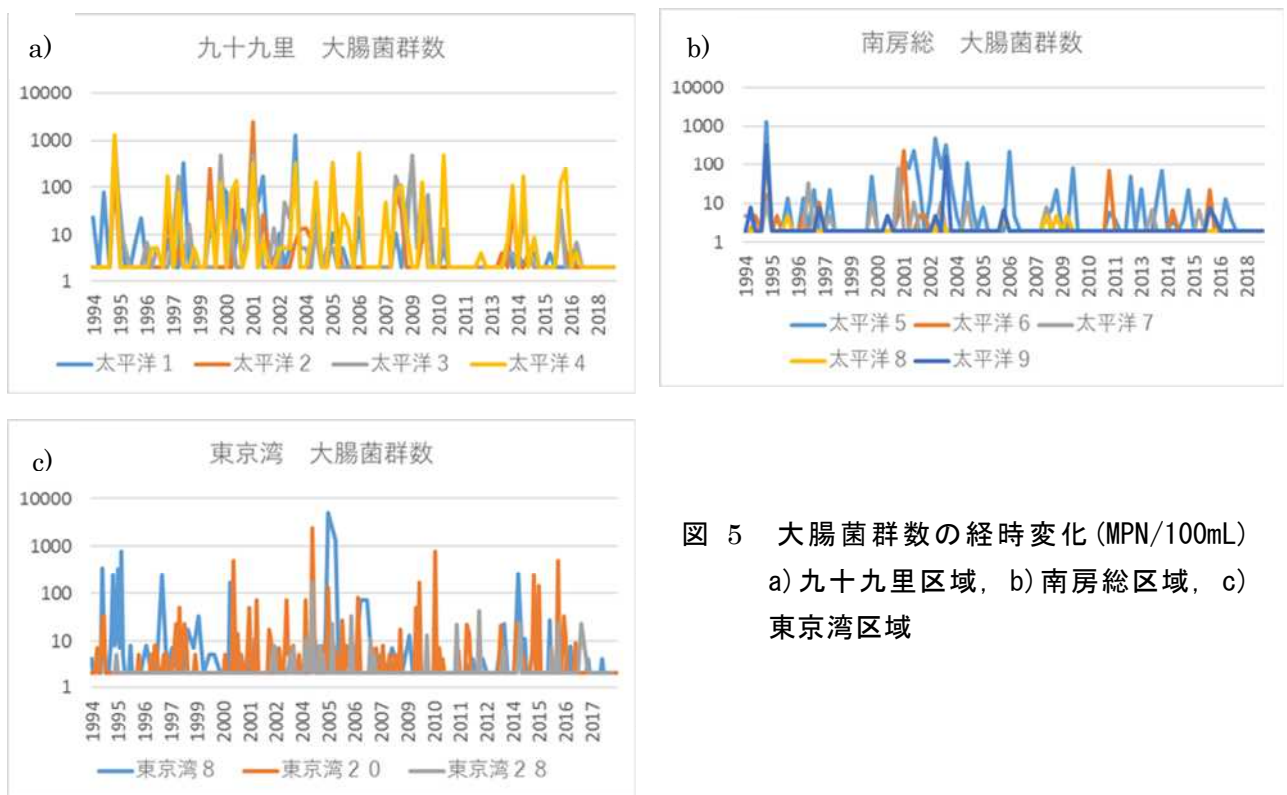 a)
九十九里　大腸菌群数
10000
1000
100
10
1
1994 1995 1996 1997 1999 2000 2001 2002 2004 2005 2006 2007 2009 2010 2011 2013 2014 2015 2016 2018
太平洋1 太平洋2 太平洋3 太平洋4
b)
南房総　大腸菌群数
10000
1000
100
10
1
1994 1995 1996 1997 1999 2000 2001 2002 2004 2005 2006 2007 2009 2010 2011 2012 2014 2015 2016 2018
太平洋5 太平洋6 太平洋7
太平洋8 太平洋9
c)
東京湾　大腸菌群数
10000
1000
100
10
1
1994 1995 1996 1997 1999 2000 2001 2002 2004 2005 2006 2007 2009 2010 2011 2012 2014 2015 2016 2017
東京湾8 東京湾20 東京湾28
図 5　大腸菌群数の経時変化(MPN/100mL)
a)九十九里区域, b)南房総区域, c)
東京湾区域